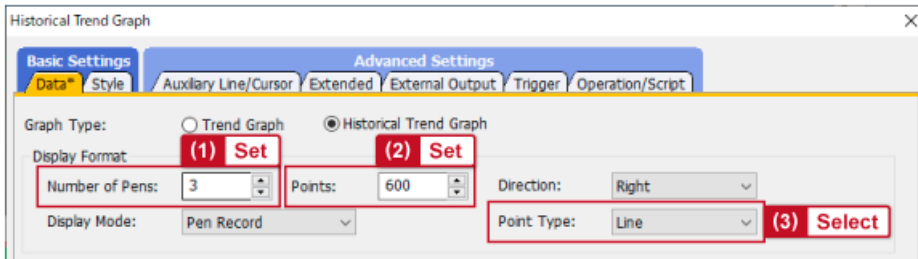 Historical Trend Graph
Basic Settings Advanced Settings
Data* Style Auxiliary Line/Cursor Extended External Output Trigger Operation/Script
Graph Type: Trend Graph Historical Trend Graph
Display Format (1) Set (2) Set
Number of Pens: 3 Points: 600 Direction: Right
Display Mode: Pen Record Point Type: Line (3) Select